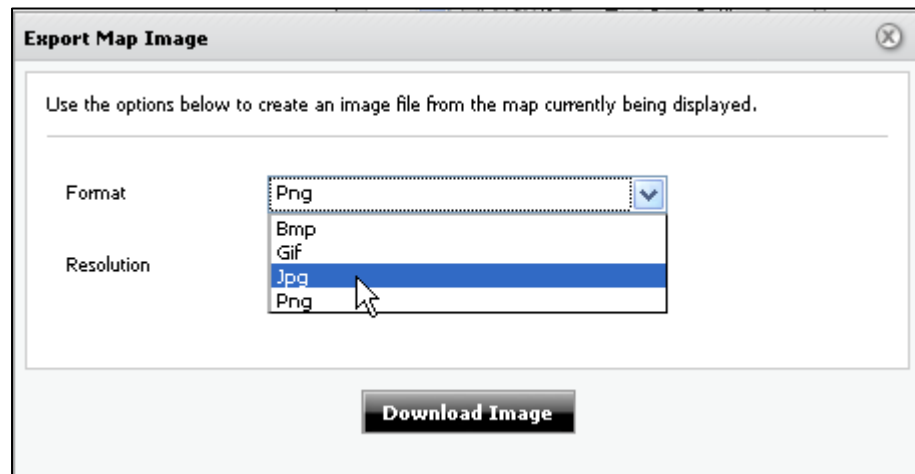 Export Map Image
Use the options below to create an image file from the map currently being displayed.
Format
Png
Bmp
Gif
Resolution
Jpg
Png
Download Image